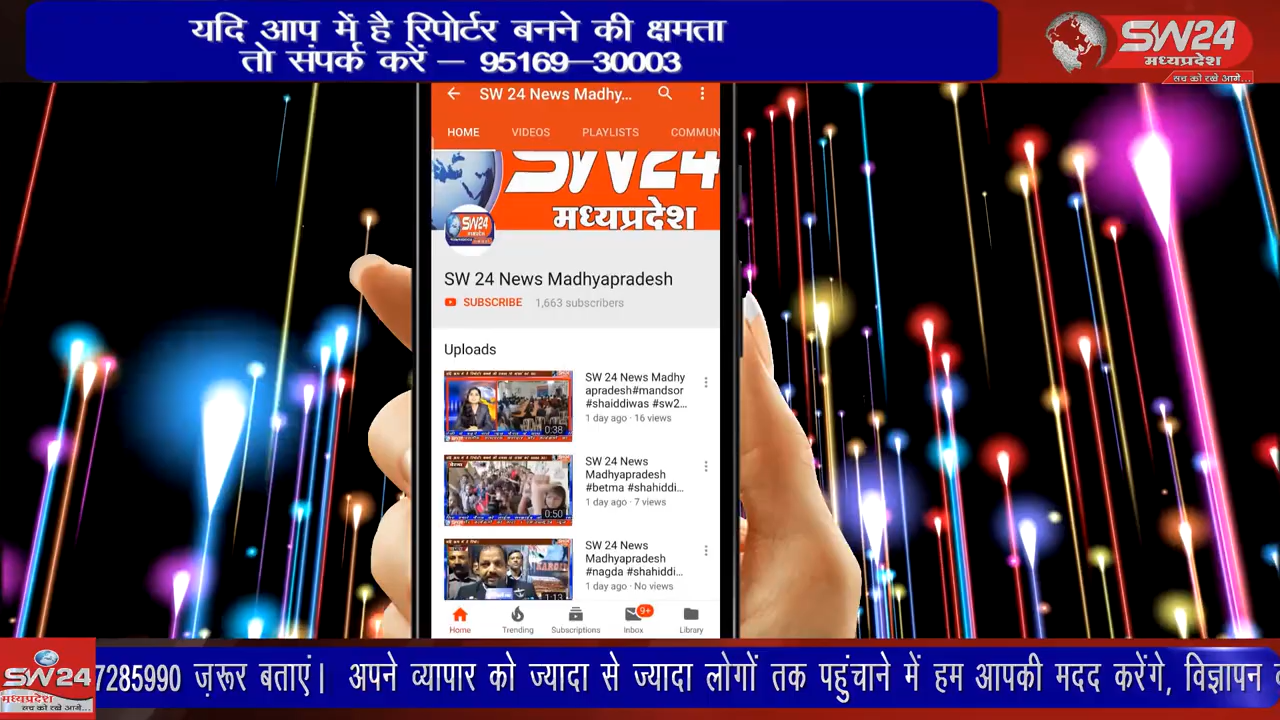 यदि आप में है रिपोर्टर बनने की क्षमता
तो संपर्क करें – 95169–30003
SW24
मध्यप्रदेश
सच को रखे आगे...
SW 24 News Madhy...
HOME VIDEOS PLAYLISTS COMMUN
SW24
मध्यप्रदेश
SW24
SW 24 News Madhyapradesh
SUBSCRIBE 1,663 subscribers
Uploads
SW 24 News Madhy
apradesh#mandsor
#shaiddiwas #sw2...
1 day ago · 16 views
0:38
SW 24 News
Madhyapradesh
#betma #shahiddi...
1 day ago · 7 views
0:50
SW 24 News
Madhyapradesh
#nagda #shahiddi...
1 day ago · No views
1:13
9+
Home Trending Subscriptions Inbox Library
SW24
मध्यप्रदेश
सच को रखे आगे...
7285990 ज़रूर बताएं। अपने व्यापार को ज्यादा से ज्यादा लोगों तक पहुंचाने में हम आपकी मदद करेंगे, विज्ञापन